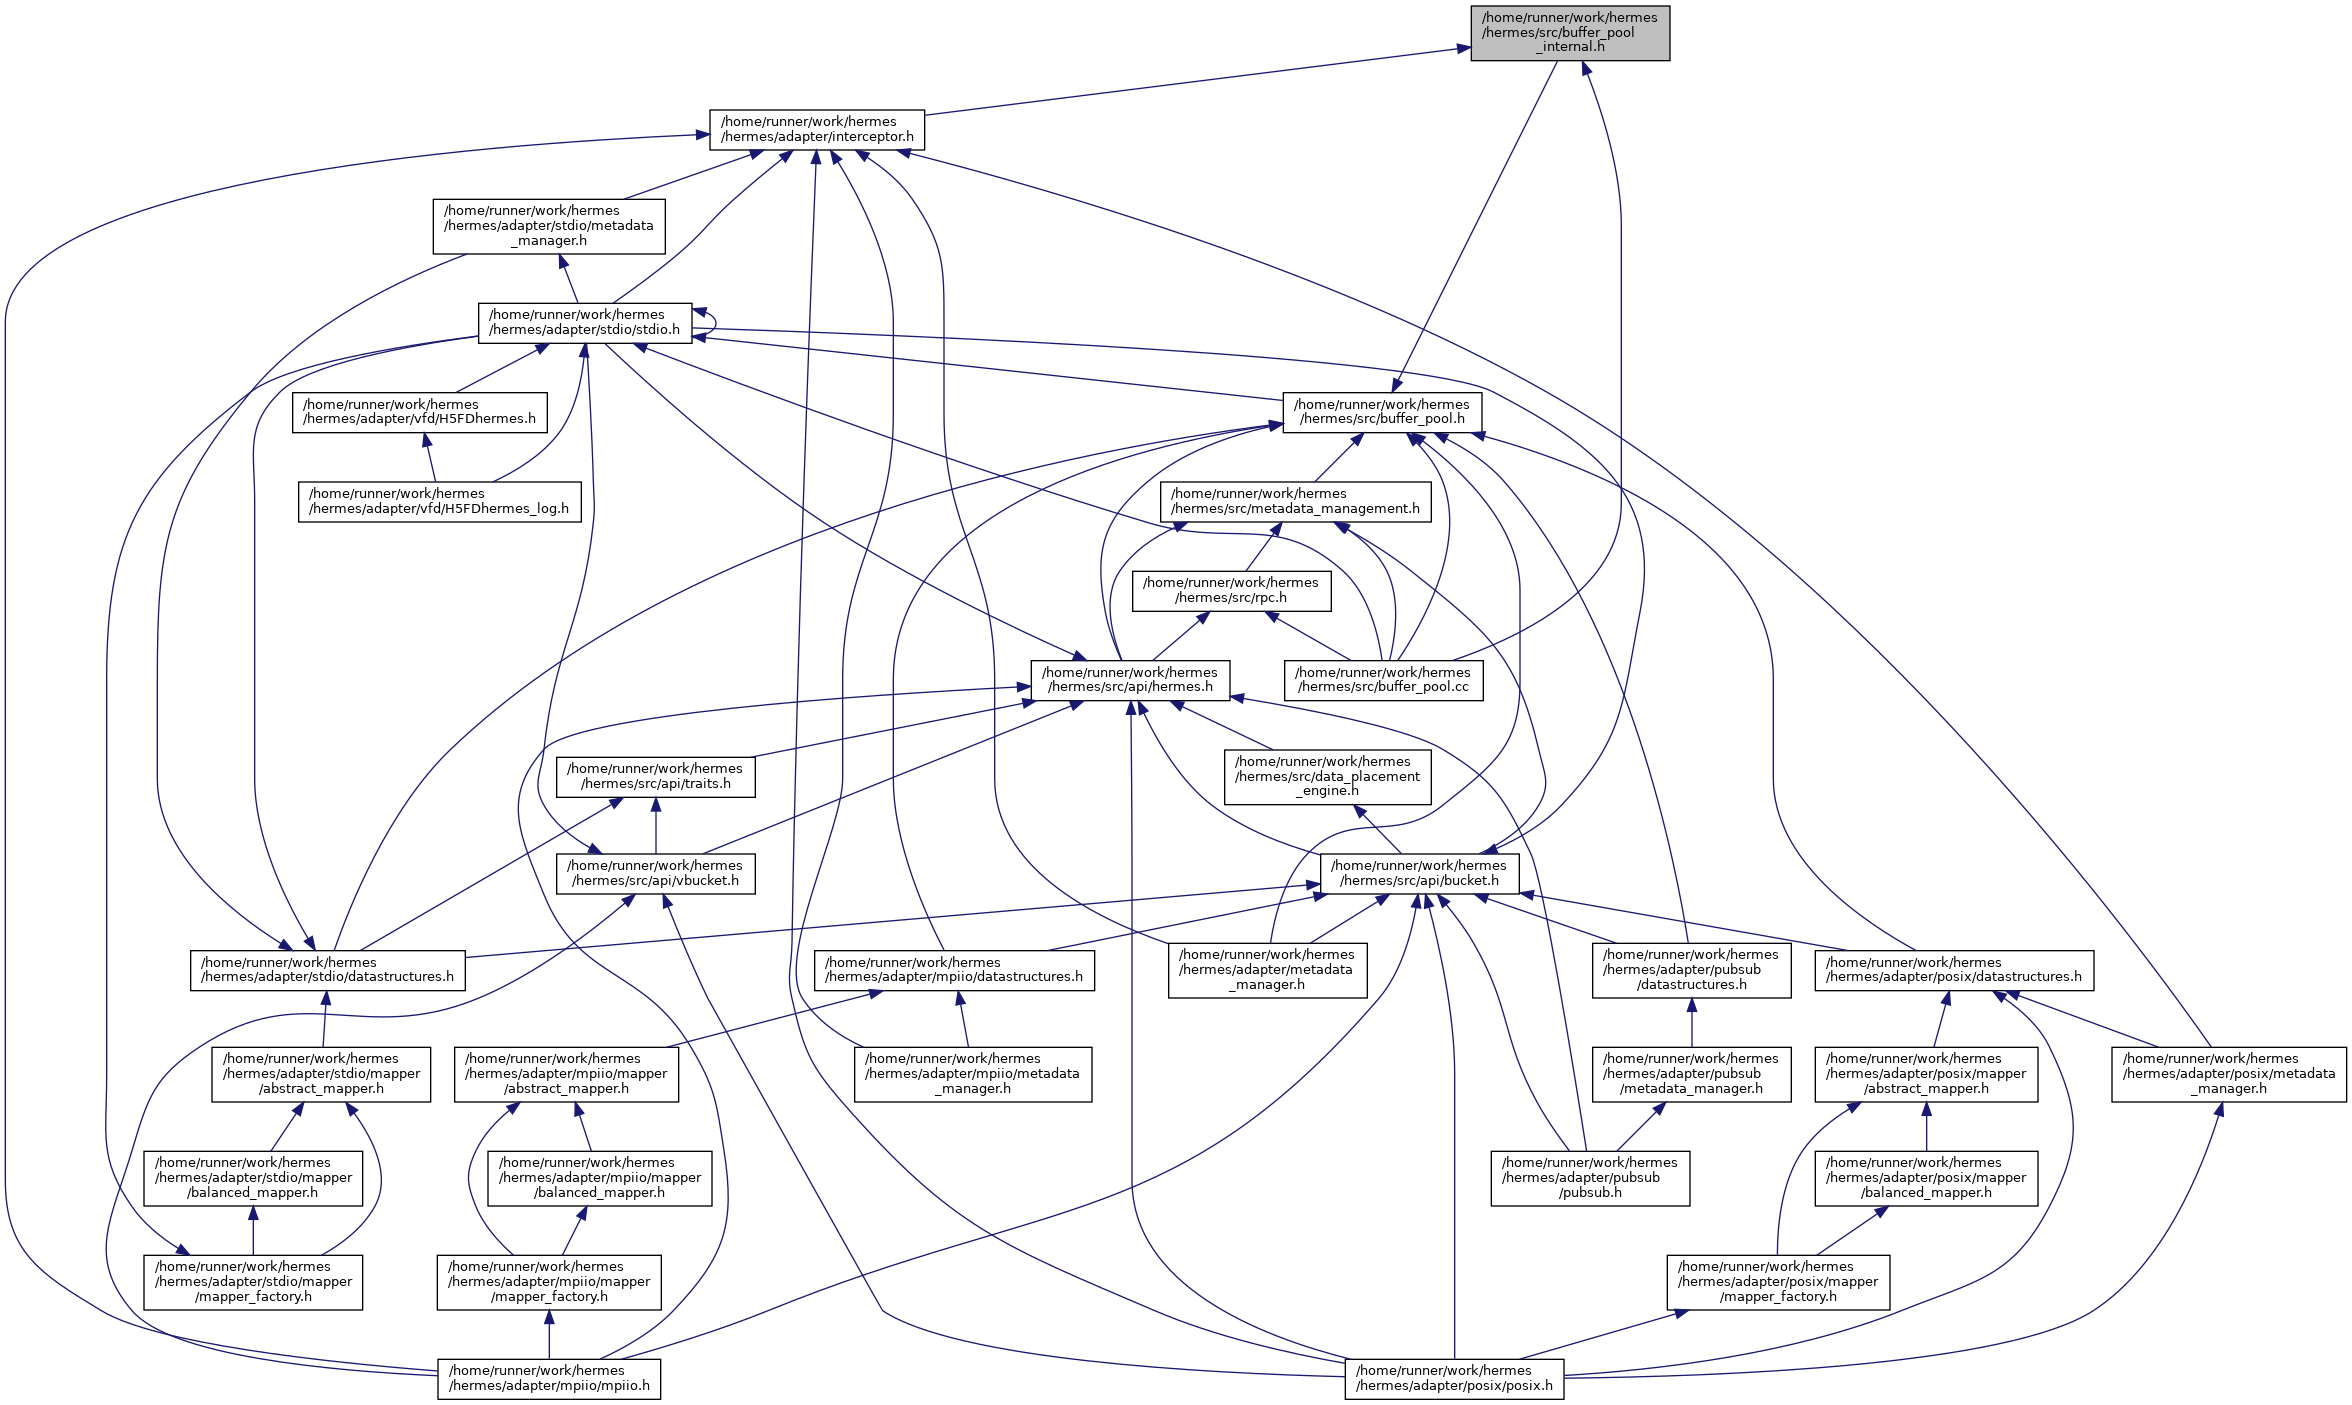 /home/runner/work/hermes
/hermes/src/buffer_pool
_internal.h
/home/runner/work/hermes
/hermes/adapter/interceptor.h
/home/runner/work/hermes
/hermes/adapter/stdio/metadata
_manager.h
/home/runner/work/hermes
/hermes/adapter/stdio/stdio.h
/home/runner/work/hermes
/hermes/adapter/vfd/H5FDhermes.h
/home/runner/work/hermes
/hermes/src/buffer_pool.h
/home/runner/work/hermes
/hermes/adapter/vfd/H5FDhermes_log.h
/home/runner/work/hermes
/hermes/src/metadata_management.h
/home/runner/work/hermes
/hermes/src/rpc.h
/home/runner/work/hermes
/hermes/src/api/hermes.h
/home/runner/work/hermes
/hermes/src/buffer_pool.cc
/home/runner/work/hermes
/hermes/src/api/traits.h
/home/runner/work/hermes
/hermes/src/data_placement
_engine.h
/home/runner/work/hermes
/hermes/src/api/vbucket.h
/home/runner/work/hermes
/hermes/src/api/bucket.h
/home/runner/work/hermes
/hermes/adapter/stdio/datastructures.h
/home/runner/work/hermes
/hermes/adapter/mpiio/datastructures.h
/home/runner/work/hermes
/hermes/adapter/metadata
_manager.h
/home/runner/work/hermes
/hermes/adapter/pubsub
/datastructures.h
/home/runner/work/hermes
/hermes/adapter/posix/datastructures.h
/home/runner/work/hermes
/hermes/adapter/stdio/mapper
/abstract_mapper.h
/home/runner/work/hermes
/hermes/adapter/mpiio/mapper
/abstract_mapper.h
/home/runner/work/hermes
/hermes/adapter/mpiio/metadata
_manager.h
/home/runner/work/hermes
/hermes/adapter/pubsub
/metadata_manager.h
/home/runner/work/hermes
/hermes/adapter/posix/mapper
/abstract_mapper.h
/home/runner/work/hermes
/hermes/adapter/posix/metadata
_manager.h
/home/runner/work/hermes
/hermes/adapter/stdio/mapper
/balanced_mapper.h
/home/runner/work/hermes
/hermes/adapter/mpiio/mapper
/balanced_mapper.h
/home/runner/work/hermes
/hermes/adapter/pubsub
/pubsub.h
/home/runner/work/hermes
/hermes/adapter/posix/mapper
/balanced_mapper.h
/home/runner/work/hermes
/hermes/adapter/stdio/mapper
/mapper_factory.h
/home/runner/work/hermes
/hermes/adapter/mpiio/mapper
/mapper_factory.h
/home/runner/work/hermes
/hermes/adapter/posix/mapper
/mapper_factory.h
/home/runner/work/hermes
/hermes/adapter/mpiio/mpiio.h
/home/runner/work/hermes
/hermes/adapter/posix/posix.h